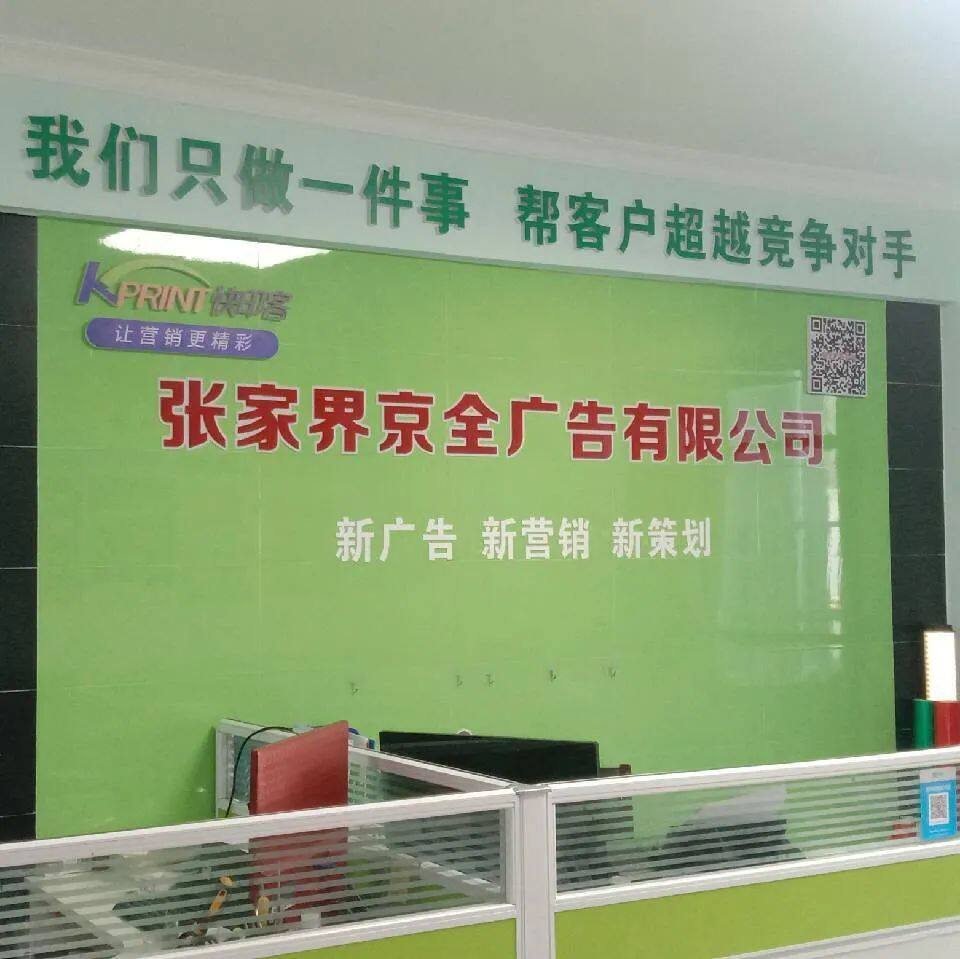 我们只做一件事 帮客户超越竞争对手
KPRINT快印客
让营销更精彩
张家界京全广告有限公司
新广告 新营销 新策划